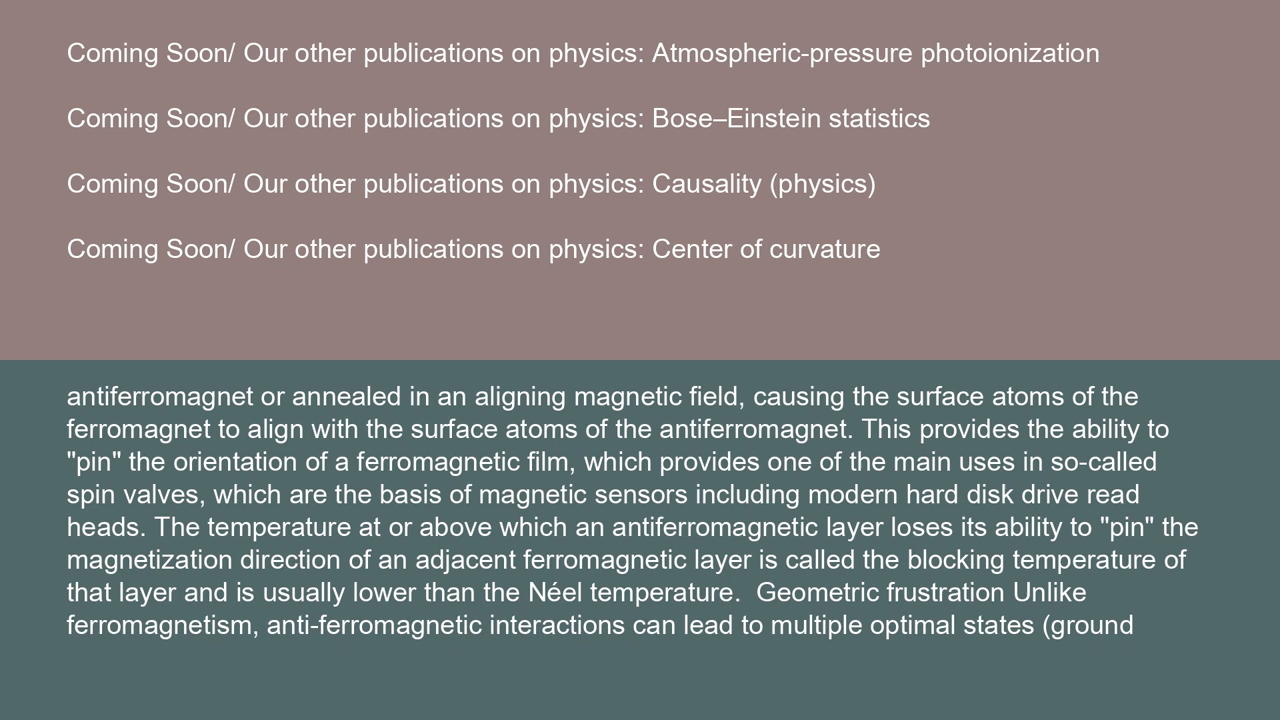 Coming Soon/ Our other publications on physics: Atmospheric-pressure photoionization
Coming Soon/ Our other publications on physics: Bose–Einstein statistics
Coming Soon/ Our other publications on physics: Causality (physics)
Coming Soon/ Our other publications on physics: Center of curvature
antiferromagnet or annealed in an aligning magnetic field, causing the surface atoms of the
ferromagnet to align with the surface atoms of the antiferromagnet. This provides the ability to
"pin" the orientation of a ferromagnetic film, which provides one of the main uses in so-called
spin valves, which are the basis of magnetic sensors including modern hard disk drive read
heads. The temperature at or above which an antiferromagnetic layer loses its ability to "pin" the
magnetization direction of an adjacent ferromagnetic layer is called the blocking temperature of
that layer and is usually lower than the Néel temperature.  Geometric frustration Unlike
ferromagnetism, anti-ferromagnetic interactions can lead to multiple optimal states (ground